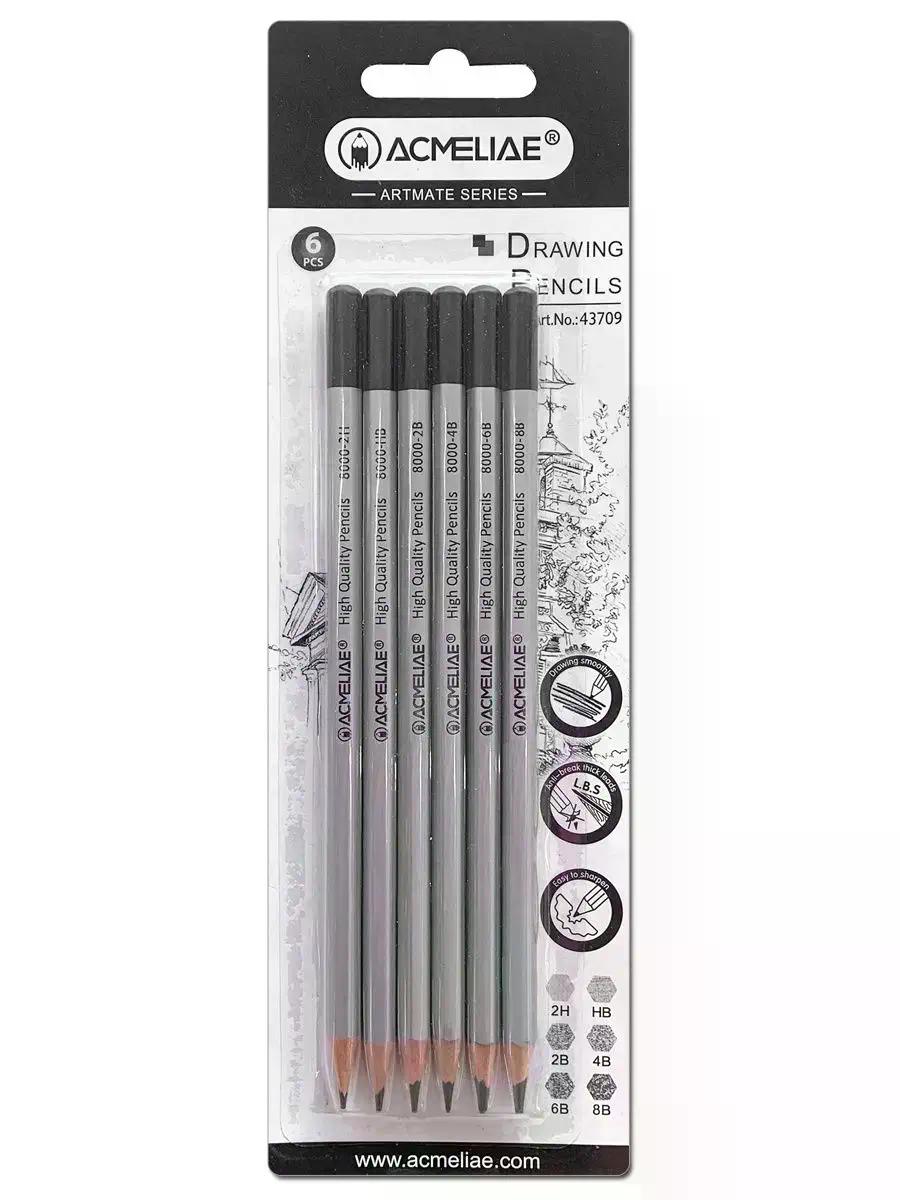 ACMELIAE®
ARTMATE SERIES
6
PCS
DRAWING
PENCILS
Art.No.:43709
ACMELIAE® High Quality Pencils 8000-2H
ACMELIAE® High Quality Pencils 8000-HB
ACMELIAE® High Quality Pencils 8000-2B
ACMELIAE® High Quality Pencils 8000-4B
ACMELIAE® High Quality Pencils 8000-6B
ACMELIAE® High Quality Pencils 8000-8B
Drawing smoothly
Anti-break thick leads
L.B.S
Easy to sharpen
2H HB
2B 4B
6B 8B
www.acmeliae.com